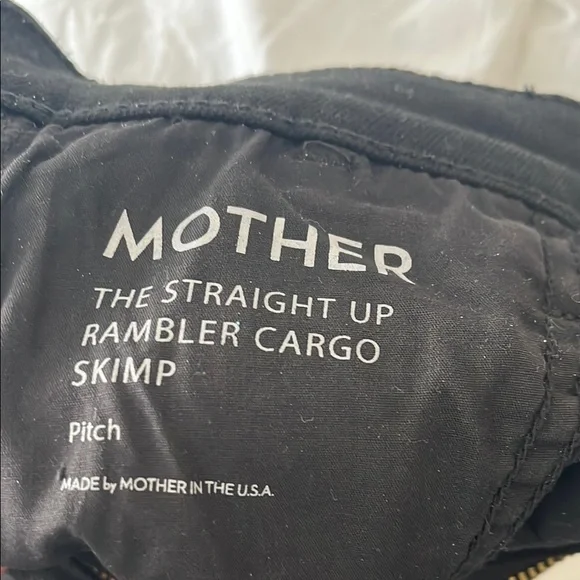 MOTHER
THE STRAIGHT UP
RAMBLER CARGO
SKIMP
Pitch
MADE by MOTHER IN THE U.S.A.